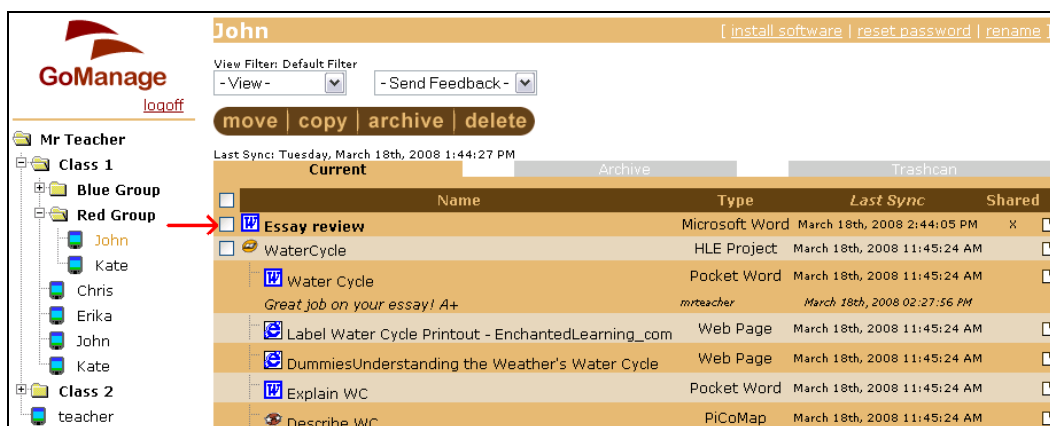 GoManage
logoff
Mr Teacher
Class 1
Blue Group
Red Group
John
Kate
Chris
Erika
John
Kate
Class 2
teacher
John
[ install software | reset password | rename ]
View Filter: Default Filter
- View - - Send Feedback -
move | copy | archive | delete
Last Sync: Tuesday, March 18th, 2008 1:44:27 PM
Current Archive Trashcan
Name Type Last Sync Shared
Essay review Microsoft Word March 18th, 2008 2:44:05 PM X
WaterCycle HLE Project March 18th, 2008 11:45:24 AM
Water Cycle Pocket Word March 18th, 2008 11:45:24 AM
Great job on your essay! A+ mrteacher March 18th, 2008 02:27:56 PM
Label Water Cycle Printout - EnchantedLearning_com Web Page March 18th, 2008 11:45:24 AM
DummiesUnderstanding the Weather's Water Cycle Web Page March 18th, 2008 11:45:24 AM
Explain WC Pocket Word March 18th, 2008 11:45:24 AM
Describe WC PiCoMap March 18th, 2008 11:45:24 AM